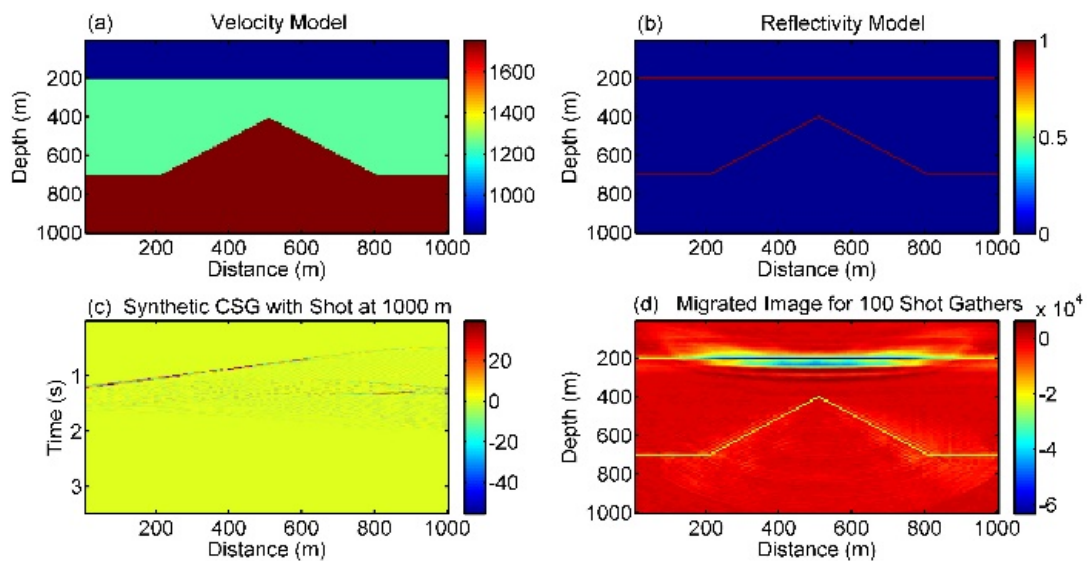 (a) Velocity Model
Depth (m)
200
400
600
800
1000
200 400 600 800 1000
Distance (m)
1600
1400
1200
1000
(b) Reflectivity Model
Depth (m)
200
400
600
800
1000
200 400 600 800 1000
Distance (m)
1
0.5
0
(c) Synthetic CSG with Shot at 1000 m
Time (s)
1
2
3
200 400 600 800 1000
Distance (m)
20
0
-20
-40
(d) Migrated Image for 100 Shot Gathers
x 10⁴
Depth (m)
200
400
600
800
1000
200 400 600 800 1000
Distance (m)
0
-2
-4
-6